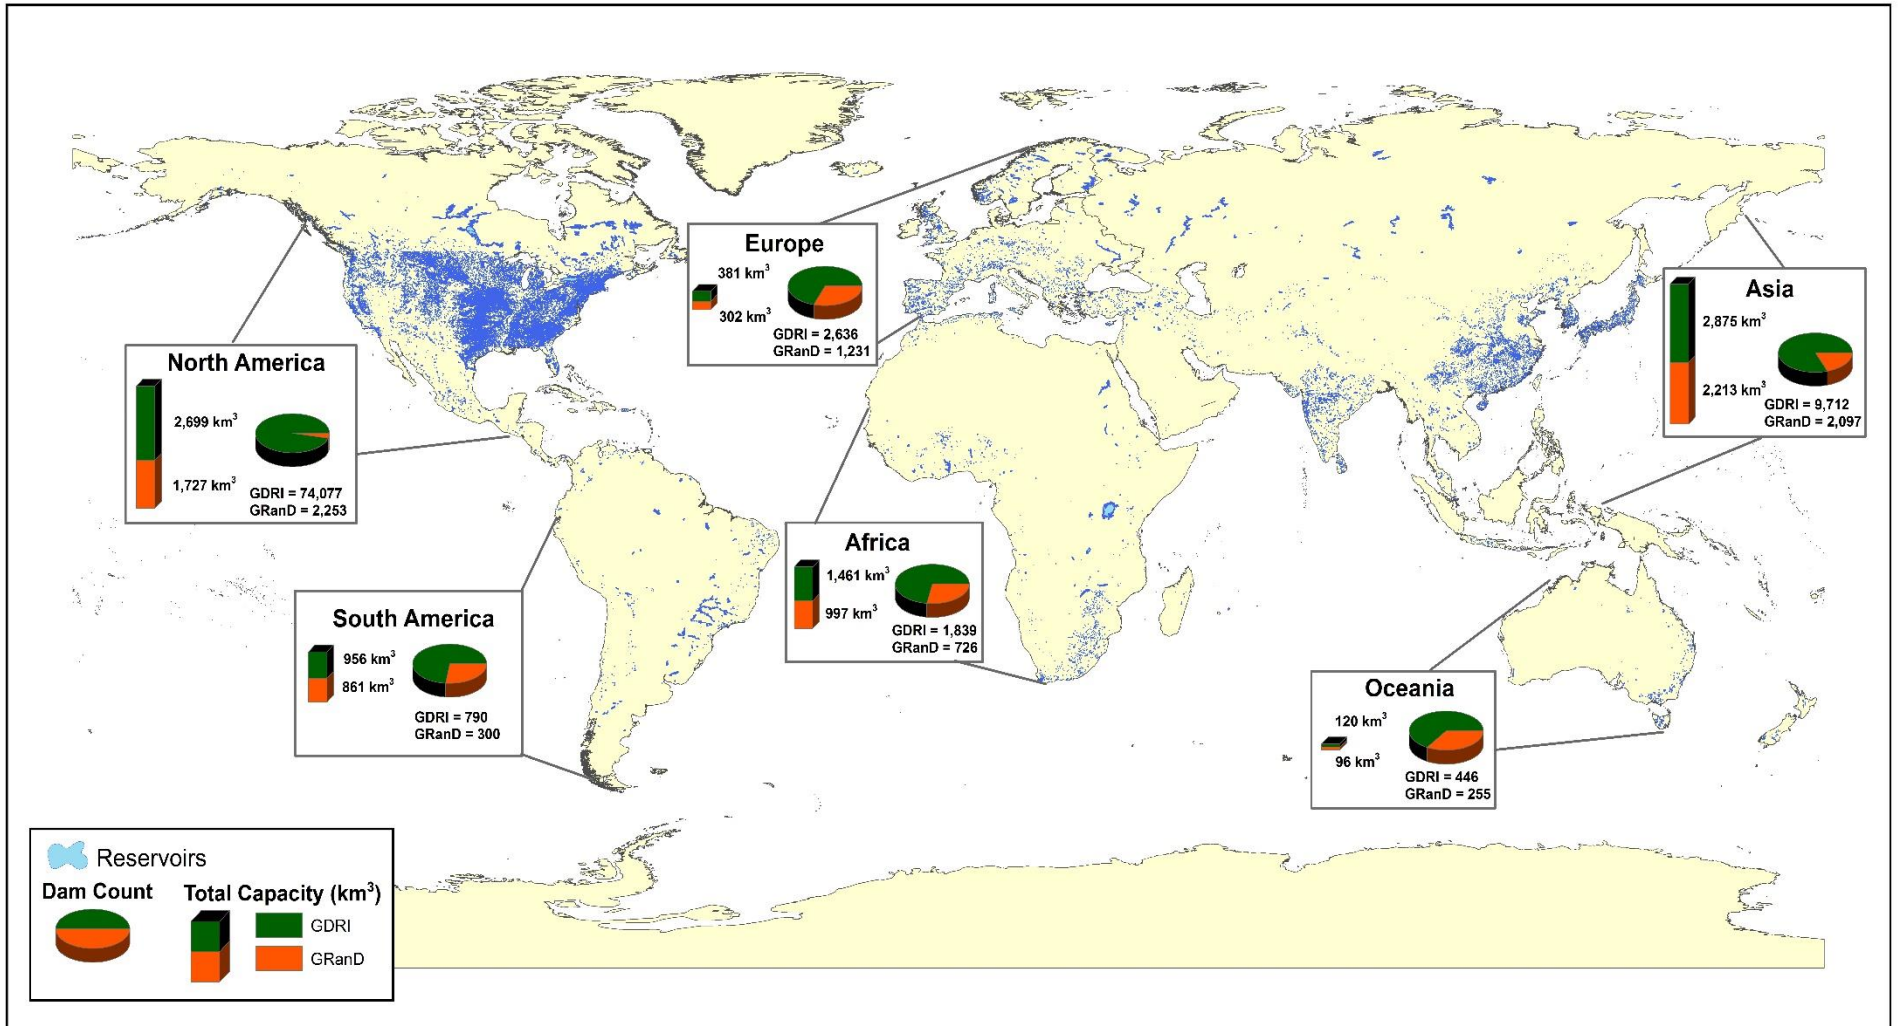 Europe
381 km³
302 km³
GDRI = 2,636
GRanD = 1,231
Asia
2,875 km³
2,213 km³
GDRI = 9,712
GRanD = 2,097
North America
2,699 km³
1,727 km³
GDRI = 74,077
GRanD = 2,253
Africa
1,461 km³
997 km³
GDRI = 1,839
GRanD = 726
South America
956 km³
861 km³
GDRI = 790
GRanD = 300
Oceania
120 km³
96 km³
GDRI = 446
GRanD = 255
Reservoirs
Dam Count
Total Capacity (km³)
GDRI
GRanD